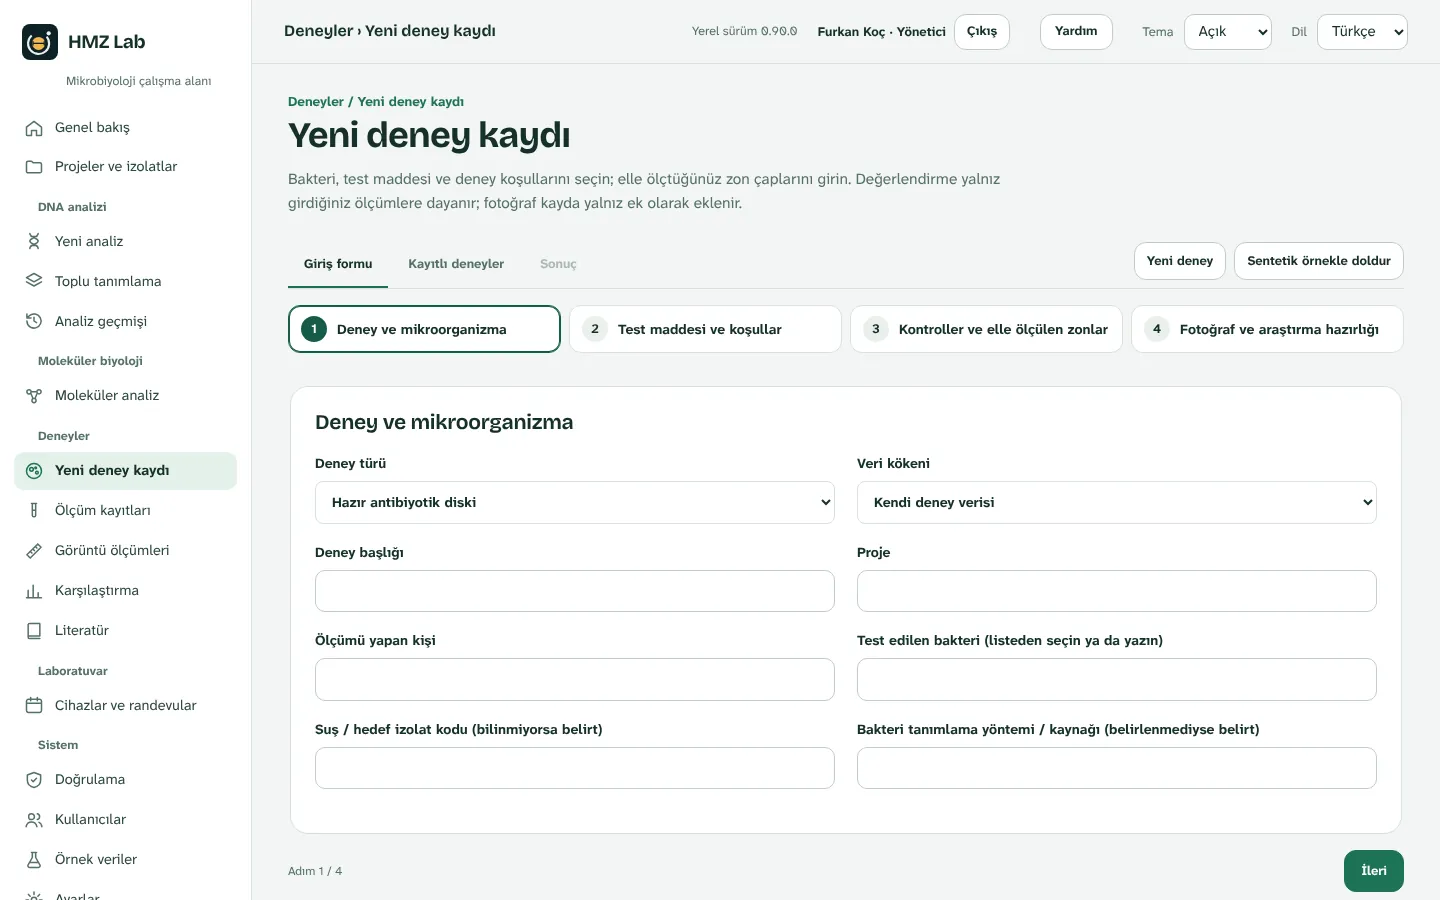 HMZ Lab
Mikrobiyoloji çalışma alanı
Genel bakış
Projeler ve izolatlar
DNA analizi
Yeni analiz
Toplu tanımlama
Analiz geçmişi
Moleküler biyoloji
Moleküler analiz
Deneyler
Yeni deney kaydı
Ölçüm kayıtları
Görüntü ölçümleri
Karşılaştırma
Literatür
Laboratuvar
Cihazlar ve randevular
Sistem
Doğrulama
Kullanıcılar
Örnek veriler
Ayarlar
Deneyler › Yeni deney kaydı
Yerel sürüm 0.90.0
Furkan Koç · Yönetici
Çıkış
Yardım
Tema
Açık
Dil
Türkçe
Deneyler / Yeni deney kaydı
Yeni deney kaydı
Bakteri, test maddesi ve deney koşullarını seçin; elle ölçtüğünüz zon çaplarını girin. Değerlendirme yalnız
girdiğiniz ölçümlere dayanır; fotoğraf kayda yalnız ek olarak eklenir.
Giriş formu
Kayıtlı deneyler
Sonuç
Yeni deney
Sentetik örnekle doldur
1 Deney ve mikroorganizma
2 Test maddesi ve koşullar
3 Kontroller ve elle ölçülen zonlar
4 Fotoğraf ve araştırma hazırlığı
Deney ve mikroorganizma
Deney türü
Hazır antibiyotik diski
Veri kökeni
Kendi deney verisi
Deney başlığı
Proje
Ölçümü yapan kişi
Test edilen bakteri (listeden seçin ya da yazın)
Suş / hedef izolat kodu (bilinmiyorsa belirt)
Bakteri tanımlama yöntemi / kaynağı (belirlenmediyse belirt)
Adım 1 / 4
İleri